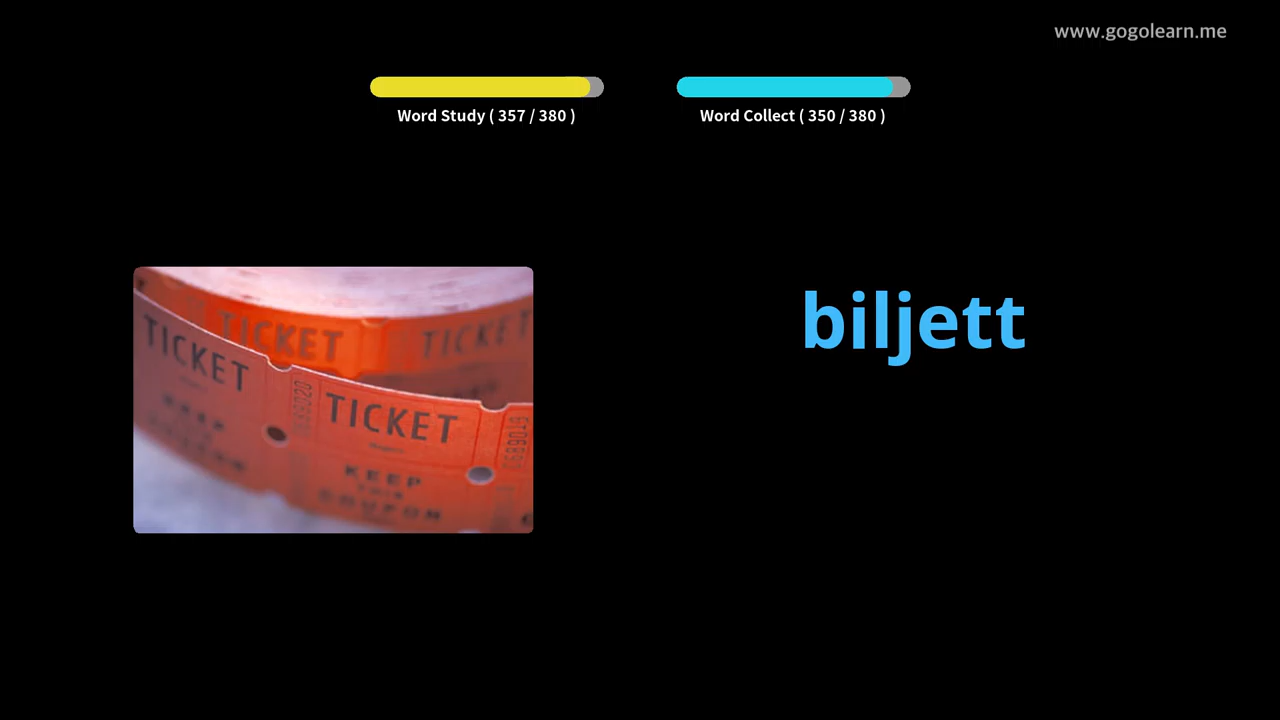 www.gogolearn.me
Word Study ( 357 / 380 )
Word Collect ( 350 / 380 )
biljett
TICKET
TICKET
TICKET
TICKET
KEEP